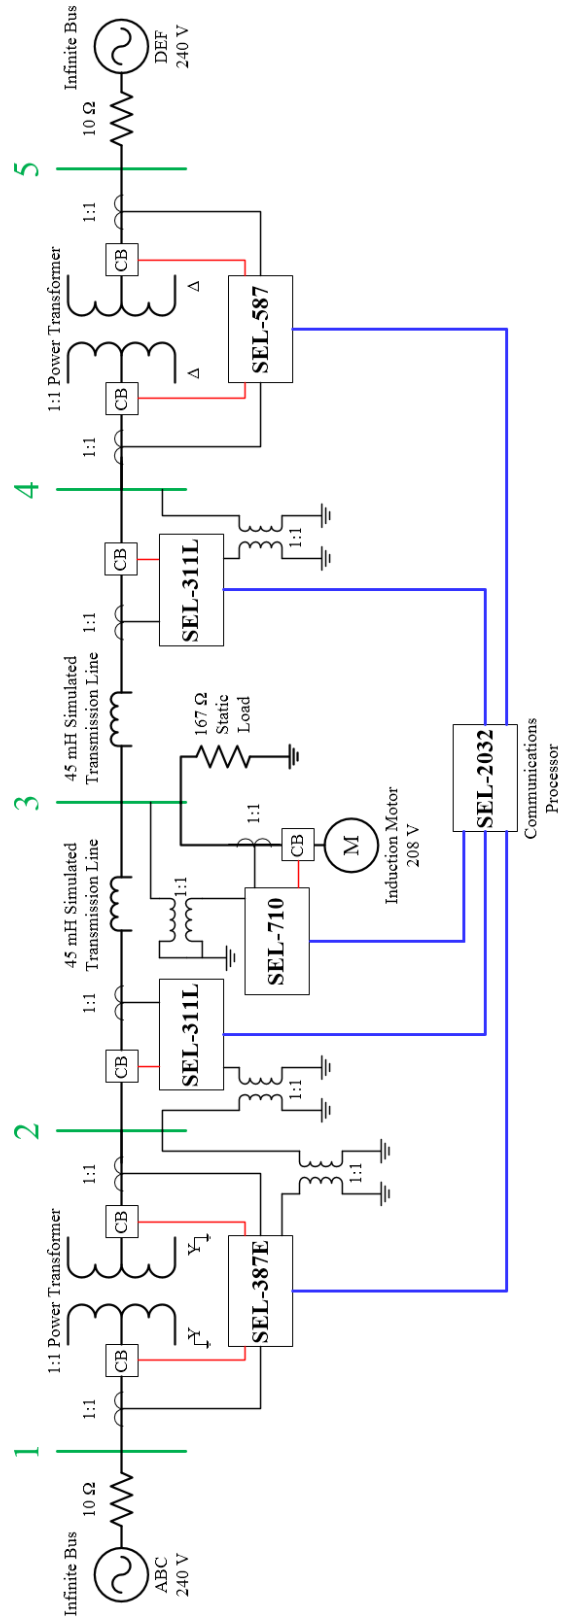 Infinite Bus
ABC
240 V
10 Ω
1
1:1
CB
1:1 Power Transformer
Y
Y
CB
1:1
SEL-387E
1:1
2
CB
1:1
SEL-311L
1:1
45 mH Simulated
Transmission Line
3
1:1
SEL-710
1:1
CB
M
Induction Motor
208 V
167 Ω
Static
Load
45 mH Simulated
Transmission Line
1:1
CB
SEL-311L
1:1
4
1:1
CB
1:1 Power Transformer
Δ
Δ
CB
1:1
SEL-587
5
10 Ω
Infinite Bus
DEF
240 V
SEL-2032
Communications
Processor